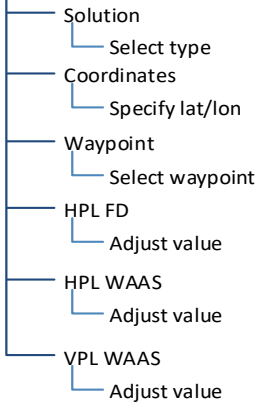 Solution
Select type
Coordinates
Specify lat/lon
Waypoint
Select waypoint
HPL FD
Adjust value
HPL WAAS
Adjust value
VPL WAAS
Adjust value